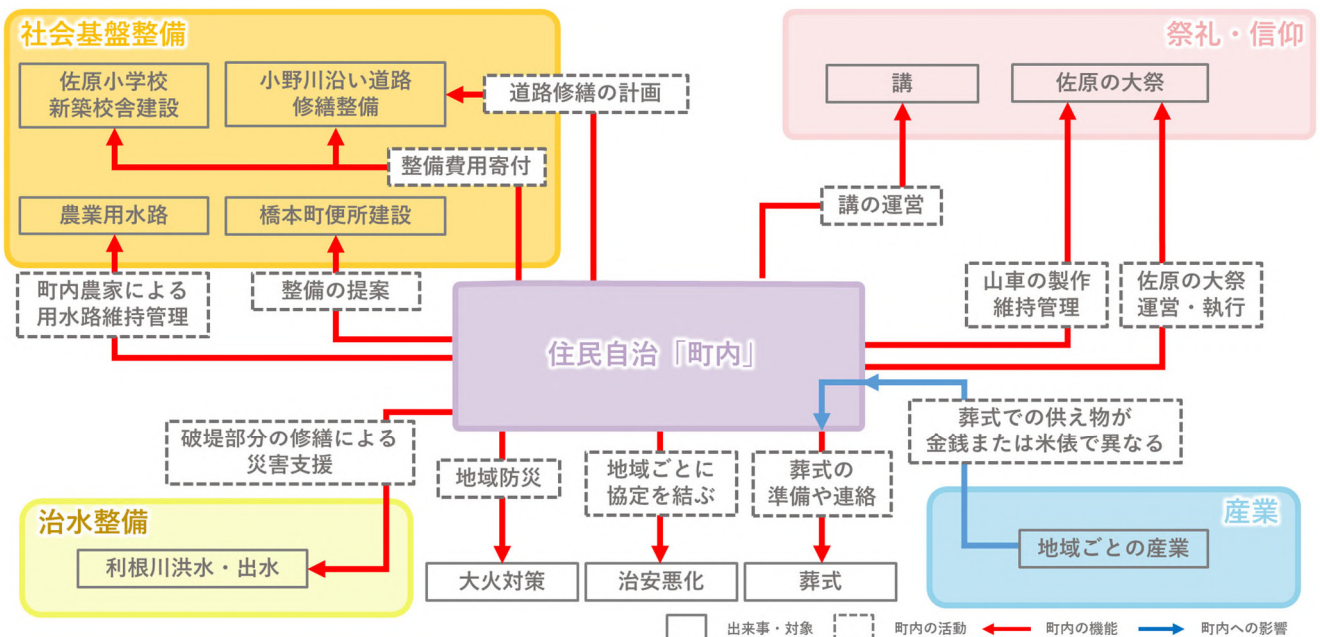 社会基盤整備
佐原小学校
新築校舎建設
小野川沿い道路
修繕整備
道路修繕の計画
整備費用寄付
農業用水路
橋本町便所建設
町内農家による
用水路維持管理
整備の提案
祭礼・信仰
講
佐原の大祭
講の運営
山車の製作
維持管理
佐原の大祭
運営・執行
住民自治「町内」
破堤部分の修繕による
災害支援
地域防災
地域ごとに
協定を結ぶ
葬式の
準備や連絡
葬式での供え物が
金銭または米俵で異なる
治水整備
利根川洪水・出水
大火対策
治安悪化
葬式
産業
地域ごとの産業
出来事・対象
町内の活動
町内の機能
町内への影響